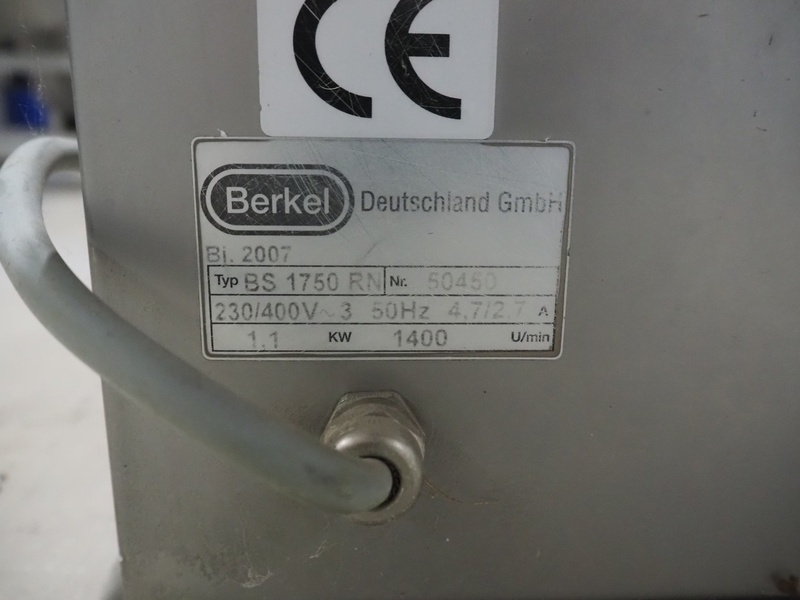 CE
Berkel Deutschland GmbH
Bj. 2007
Typ BS 1750 RN Nr. 50450
230/400V~3 50Hz 4,7/2,7 A
1,1 KW 1400 U/min